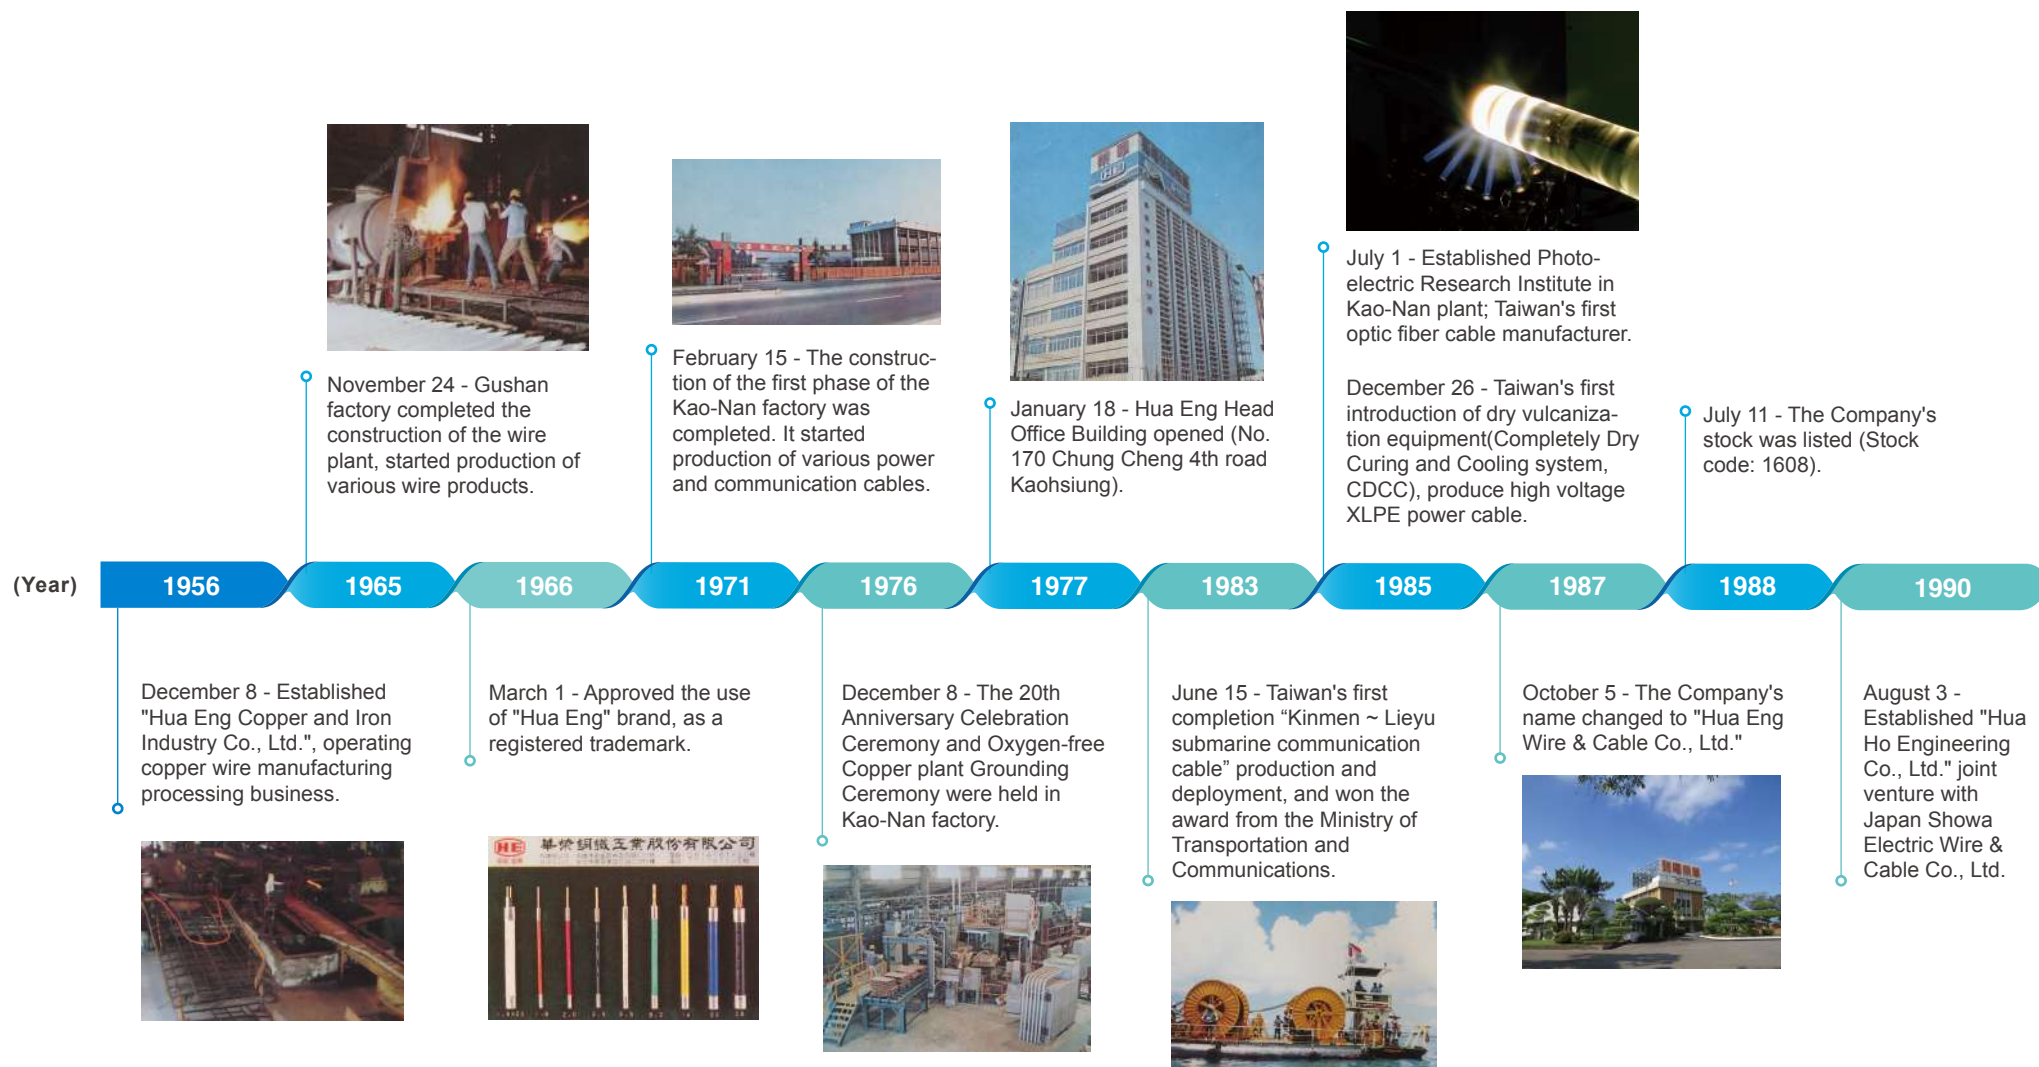 November 24 - Gushan
factory completed the
construction of the wire
plant, started production of
various wire products.
February 15 - The construc-
tion of the first phase of the
Kao-Nan factory was
completed. It started
production of various power
and communication cables.
January 18 - Hua Eng Head
Office Building opened (No.
170 Chung Cheng 4th road
Kaohsiung).
July 1 - Established Photo-
electric Research Institute in
Kao-Nan plant; Taiwan's first
optic fiber cable manufacturer.
December 26 - Taiwan's first
introduction of dry vulcaniza-
tion equipment(Completely Dry
Curing and Cooling system,
CDCC), produce high voltage
XLPE power cable.
July 11 - The Company's
stock was listed (Stock
code: 1608).
(Year) 1956 1965 1966 1971 1976 1977 1983 1985 1987 1988 1990
December 8 - Established
"Hua Eng Copper and Iron
Industry Co., Ltd.", operating
copper wire manufacturing
processing business.
March 1 - Approved the use
of "Hua Eng" brand, as a
registered trademark.
HE 華榮銅鐵工業股份有限公司
December 8 - The 20th
Anniversary Celebration
Ceremony and Oxygen-free
Copper plant Grounding
Ceremony were held in
Kao-Nan factory.
June 15 - Taiwan's first
completion “Kinmen ~ Lieyu
submarine communication
cable” production and
deployment, and won the
award from the Ministry of
Transportation and
Communications.
October 5 - The Company's
name changed to "Hua Eng
Wire & Cable Co., Ltd."
August 3 -
Established "Hua
Ho Engineering
Co., Ltd." joint
venture with
Japan Showa
Electric Wire &
Cable Co., Ltd.